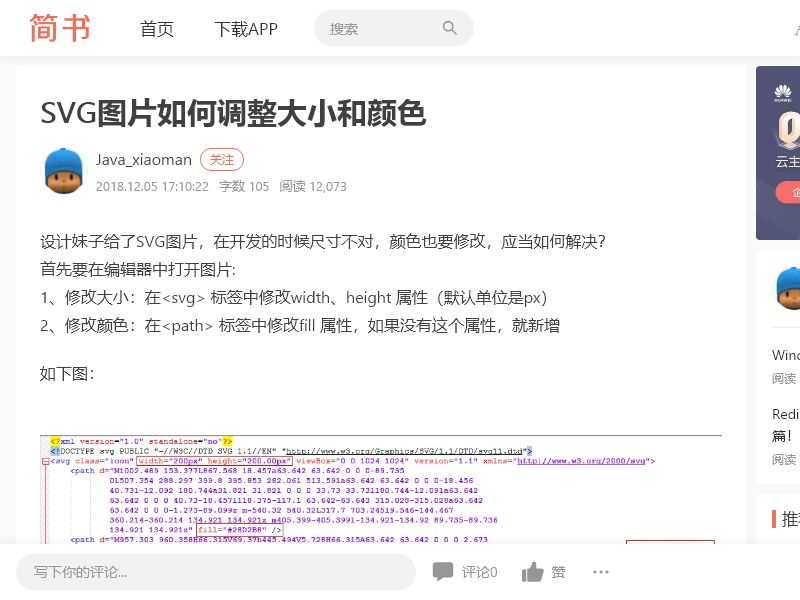 简书
首页
下载APP
搜索
SVG图片如何调整大小和颜色
Java_xiaoman
关注
2018.12.05 17:10:22 字数 105 阅读 12,073
设计妹子给了SVG图片，在开发的时候尺寸不对，颜色也要修改，应当如何解决？
首先要在编辑器中打开图片:
1、修改大小：在<svg> 标签中修改width、height 属性（默认单位是px）
2、修改颜色：在<path> 标签中修改fill 属性，如果没有这个属性，就新增
如下图：
<?xml version="1.0" standalone="no"?>
<!DOCTYPE svg PUBLIC "-//W3C//DTD SVG 1.1//EN" "http://www.w3.org/Graphics/SVG/1.1/DTD/svg11.dtd">
<svg class="icon" width="200px" height="200.00px" viewBox="0 0 1024 1024" version="1.1" xmlns="http://www.w3.org/2000/svg">
<path d="M1002.489 153.377L867.568 18.457a63.642 63.642 0 0 0-89.735
0L507.354 288.297 399.8 395.853 282.061 513.591a63.642 63.642 0 0 0-18.456
40.731-12.092 180.744a31.821 31.821 0 0 0 33.73 33.731l80.744-12.091a63.642
63.642 0 0 0 40.73-18.457l118.375-117.1 63.642-63.643 315.028-315.028a63.642
63.642 0 0 0-1.273-89.099z m-540.32 540.32L317.7 703.245l9.546-144.467
360.214-360.214 134.921 134.921z m405.399-405.399l-134.921-134.92 89.735-89.736
134.921 134.921z" fill="#28D2B8" />
<path d="M957.303 960.358H66.315V69.37h445.494V5.728H66.315A63.642 63.642 0 0 0 2.673
HUAWEI
云主
企
Wind
阅读
Redi
篇！
阅读
推荐
写下你的评论...
评论0
赞